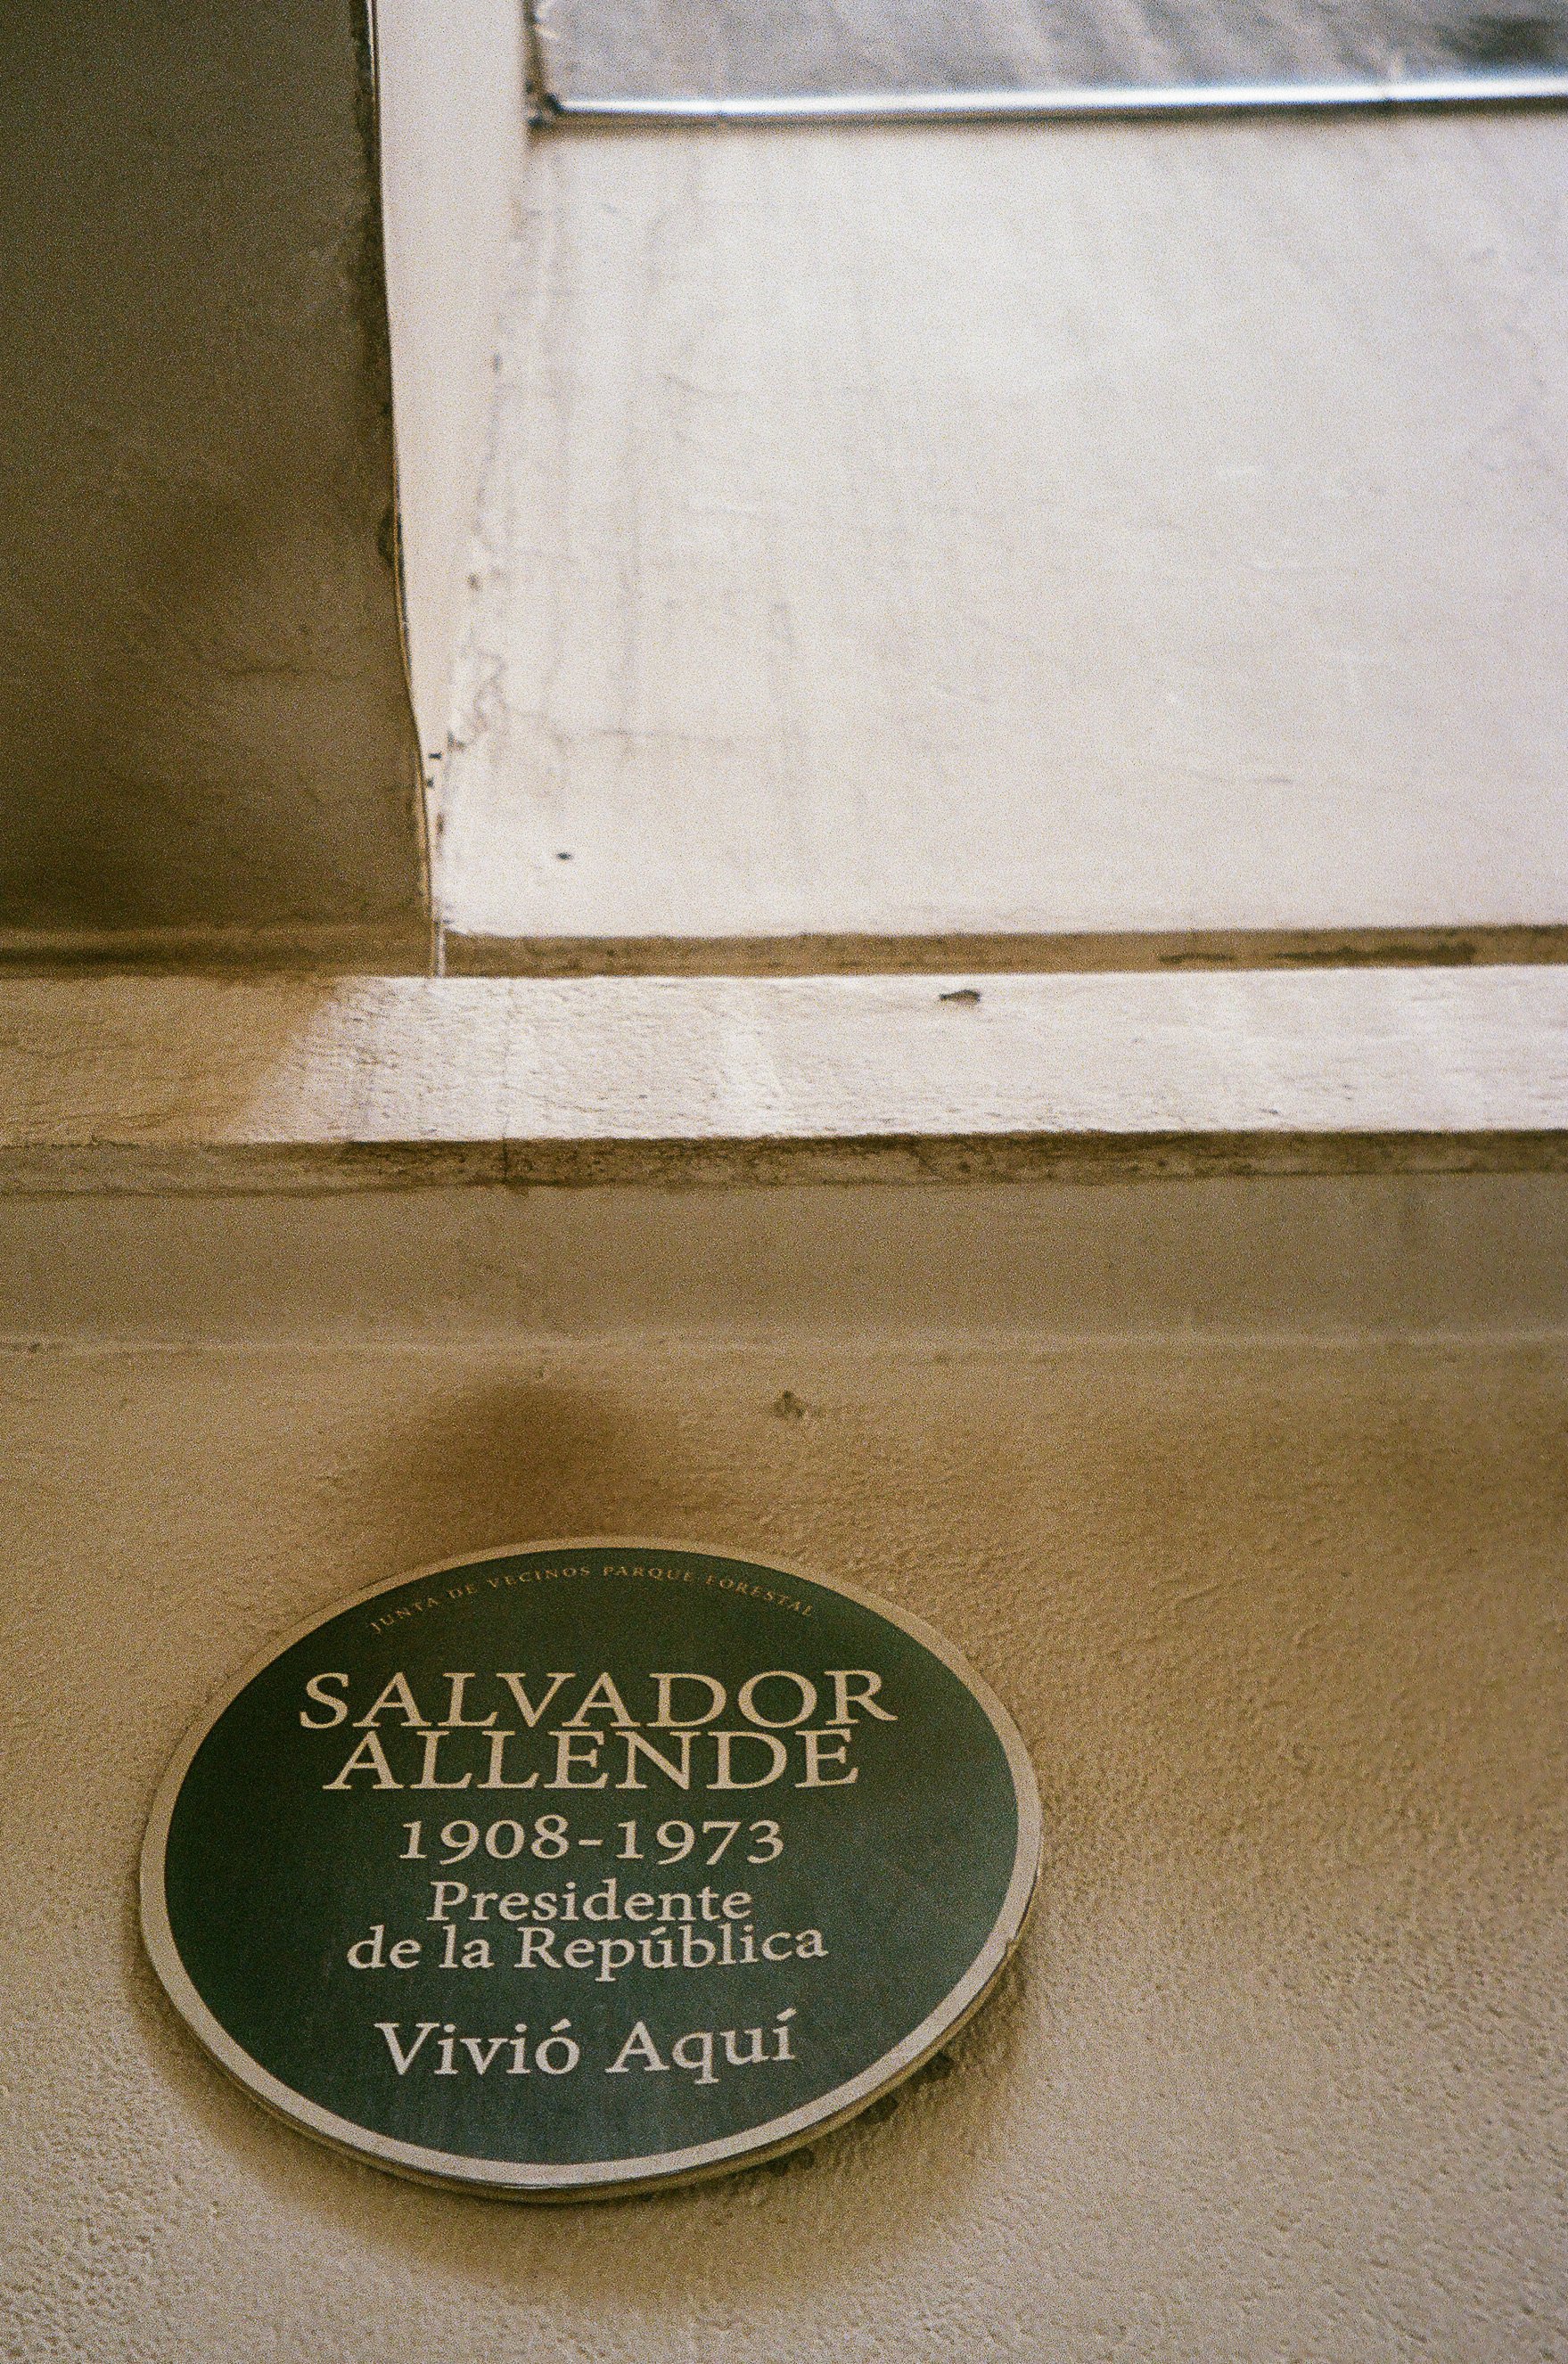 JUNTA DE VECINOS PARQUE FORESTAL
SALVADOR
ALLENDE
1908-1973
Presidente
de la República
Vivió Aquí